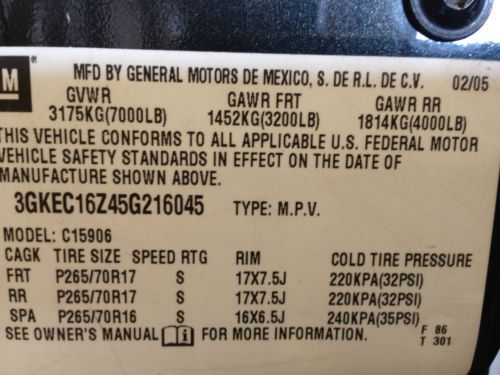 GM ®
MFD BY GENERAL MOTORS DE MEXICO, S. DE R.L. DE C.V. 02/05
GVWR GAWR FRT GAWR RR
3175KG(7000LB) 1452KG(3200LB) 1814KG(4000LB)
THIS VEHICLE CONFORMS TO ALL APPLICABLE U.S. FEDERAL MOTOR
VEHICLE SAFETY STANDARDS IN EFFECT ON THE DATE OF
MANUFACTURE SHOWN ABOVE.
3GKEC16Z45G216045 TYPE: M.P.V.
MODEL: C15906
CAGK TIRE SIZE SPEED RTG RIM COLD TIRE PRESSURE
FRT P265/70R17 S 17X7.5J 220KPA(32PSI)
RR P265/70R17 S 17X7.5J 220KPA(32PSI)
SPA P265/70R16 S 16X6.5J 240KPA(35PSI)
SEE OWNER'S MANUAL FOR MORE INFORMATION. F 86
T 301